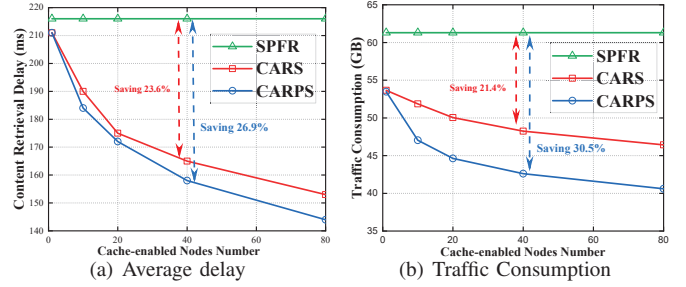 220
210
200
190
180
170
160
150
140
Content Retrieval Delay (ms)
SPFR
CARS
CARPS
Saving 23.6%
Saving 26.9%
0
20
40
60
80
Cache-enabled Nodes Number
(a) Average delay
65
60
55
50
45
40
35
Traffic Consumption (GB)
SPFR
CARS
CARPS
Saving 21.4%
Saving 30.5%
0
20
40
60
80
Cache-enabled Nodes Number
(b) Traffic Consumption